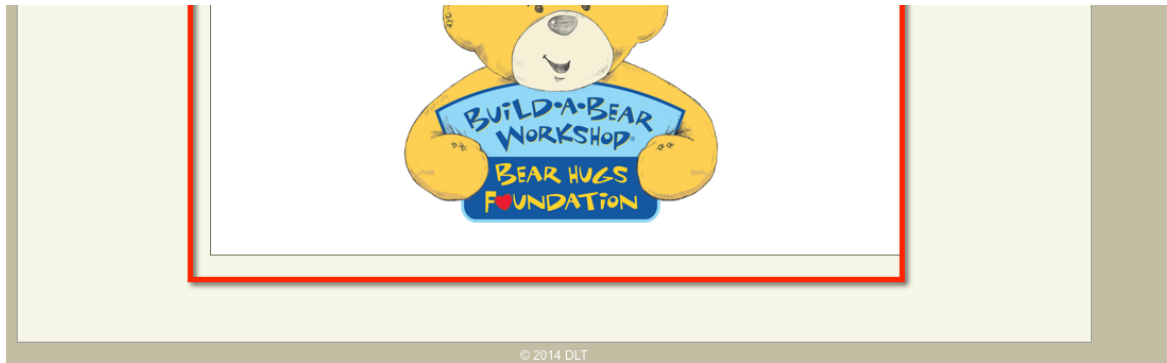 BUiLD•A•BEAR
WORKSHOP®
BEAR HUGS
FOUNDATiON
© 2014 DLT